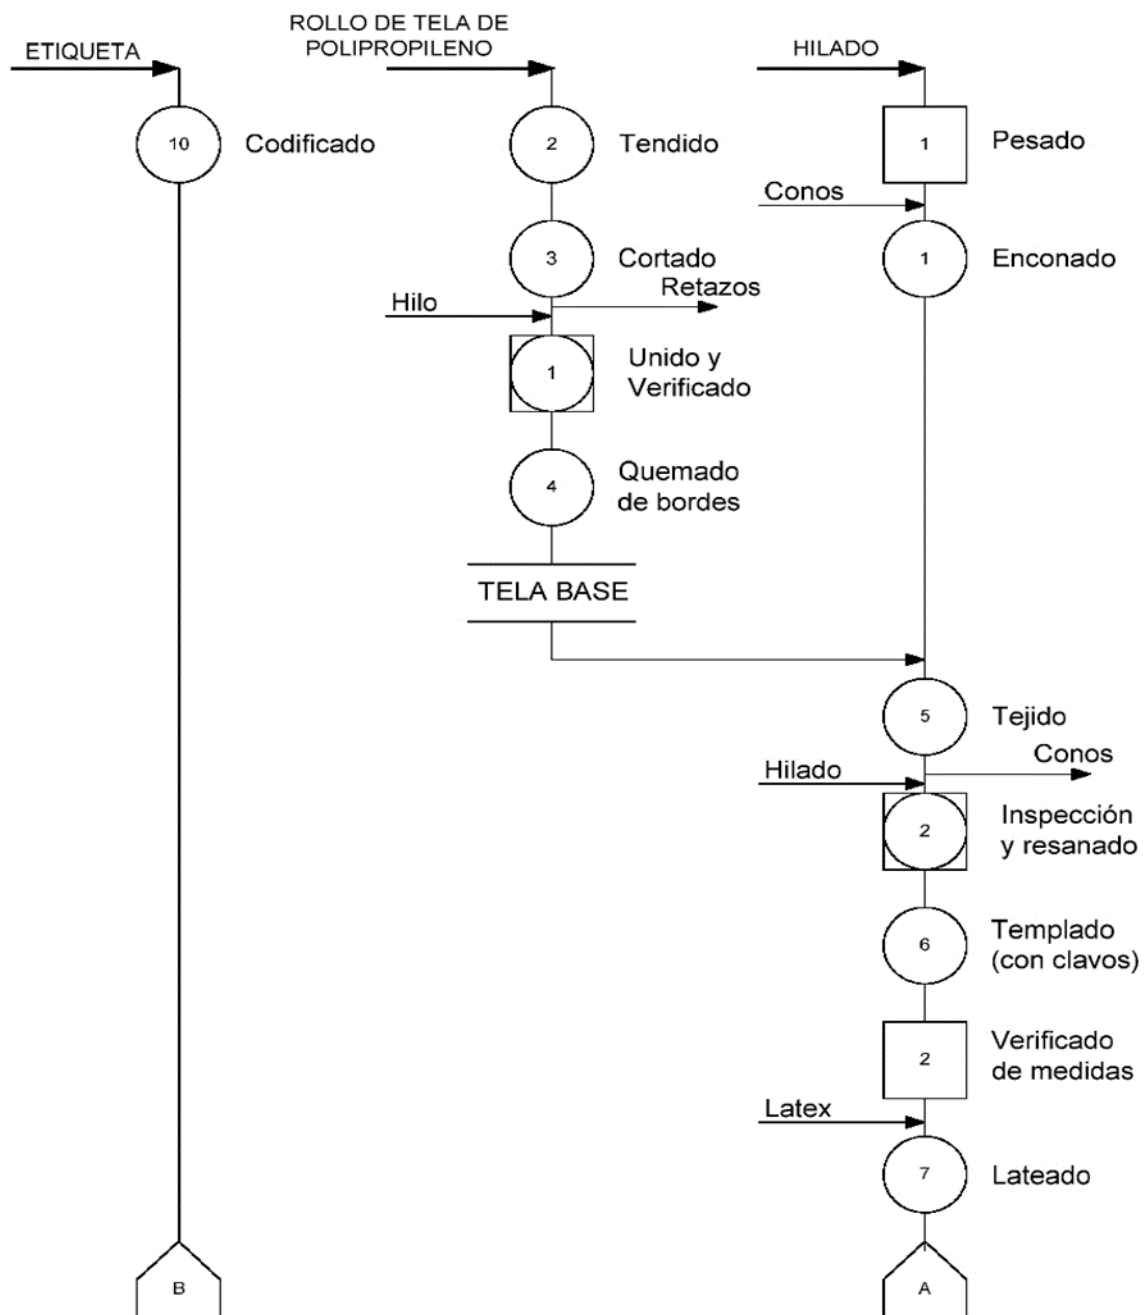 ETIQUETA
ROLLO DE TELA DE
POLIPROPILENO
HILADO
10
Codificado
2
Tendido
1
Pesado
Conos
3
Cortado
1
Enconado
Retazos
Hilo
1
Unido y
Verificado
4
Quemado
de bordes
TELA BASE
5
Tejido
Conos
Hilado
2
Inspección
y resanado
6
Templado
(con clavos)
2
Verificado
de medidas
Latex
7
Lateado
B
A